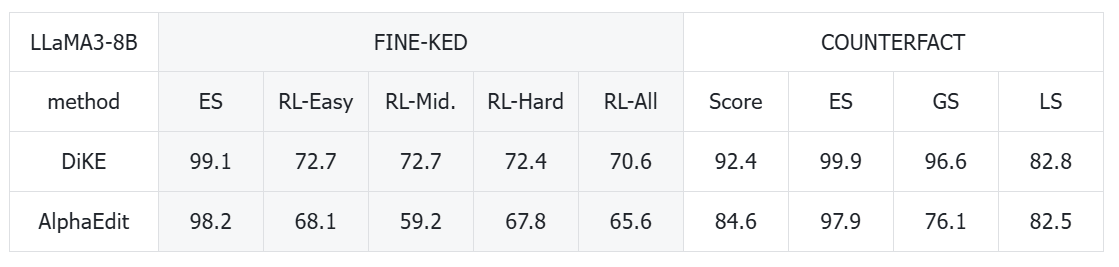 LLaMA3-8B FINE-KED COUNTERFACT
method ES RL-Easy RL-Mid. RL-Hard RL-All Score ES GS LS
DiKE 99.1 72.7 72.7 72.4 70.6 92.4 99.9 96.6 82.8
AlphaEdit 98.2 68.1 59.2 67.8 65.6 84.6 97.9 76.1 82.5